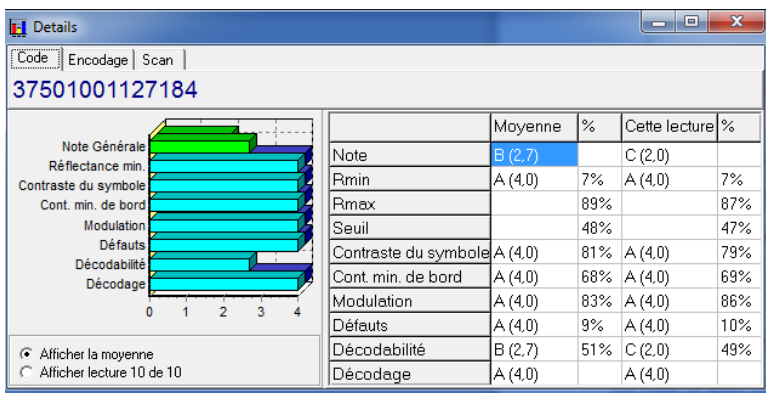 Details
Code Encodage Scan
37501001127184
Note Générale
Réflectance min.
Contraste du symbole
Cont. min. de bord
Modulation
Défauts
Décodabilité
Décodage
0 1 2 3 4
Afficher la moyenne
Afficher lecture 10 de 10
Moyenne % Cette lecture %
Note B (2,7) C (2,0)
Rmin A (4,0) 7% A (4,0) 7%
Rmax 89% 87%
Seuil 48% 47%
Contraste du symbole A (4,0) 81% A (4,0) 79%
Cont. min. de bord A (4,0) 68% A (4,0) 69%
Modulation A (4,0) 83% A (4,0) 86%
Défauts A (4,0) 9% A (4,0) 10%
Décodabilité B (2,7) 51% C (2,0) 49%
Décodage A (4,0) A (4,0)